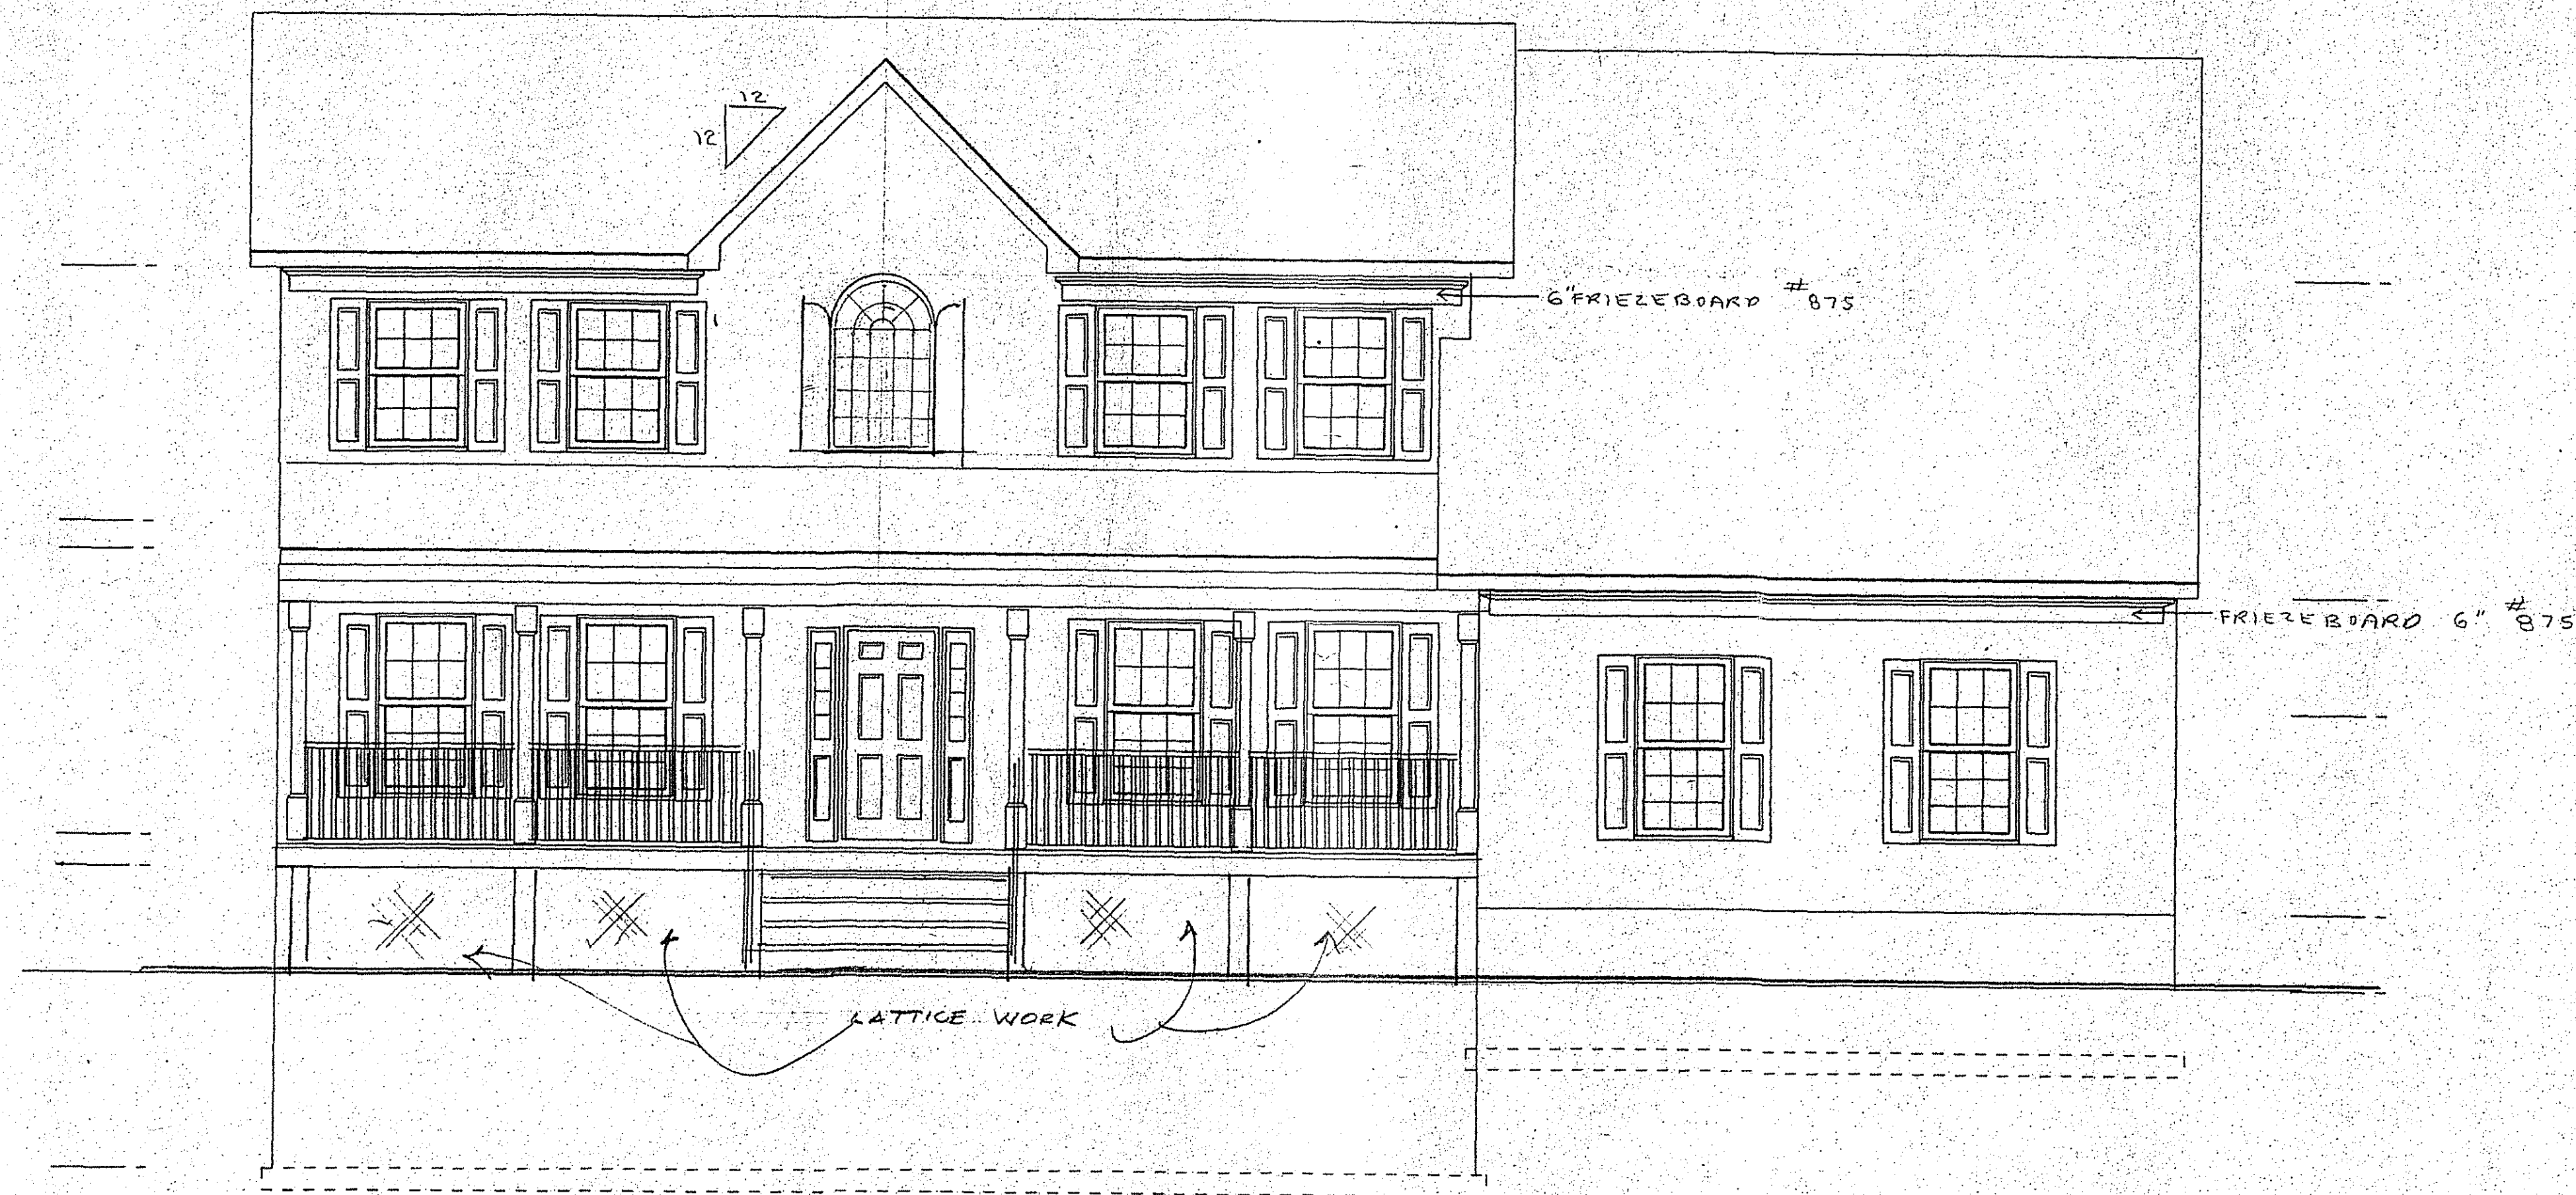 12
12
6" FRIEZEBOARD # 875
FRIEZEBOARD 6" # 875
LATTICE WORK